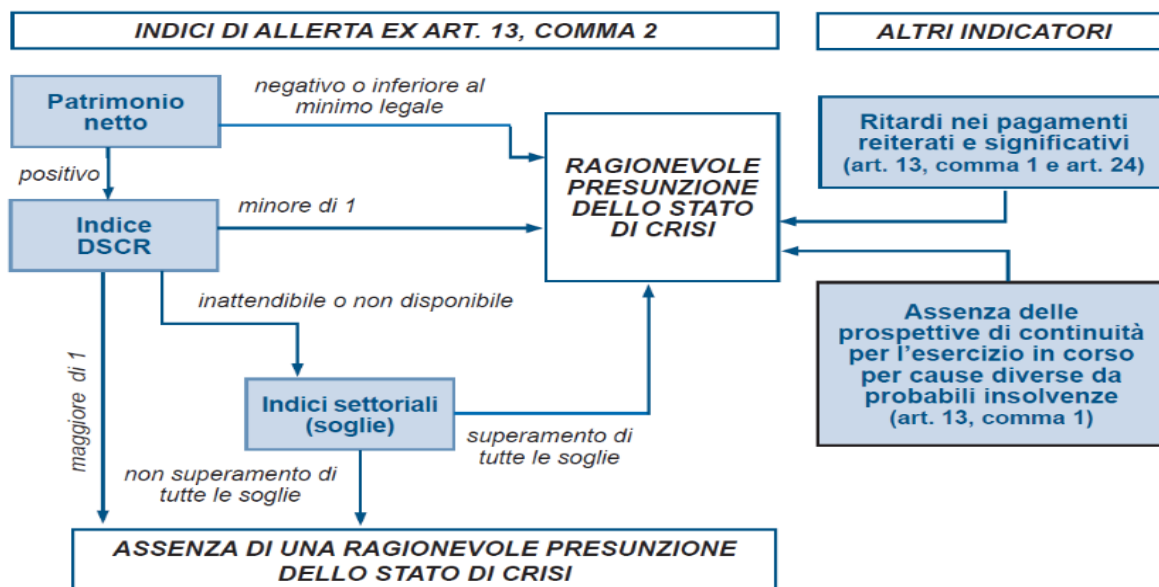 INDICI DI ALLERTA EX ART. 13, COMMA 2
ALTRI INDICATORI
Patrimonio
netto
negativo o inferiore al
minimo legale
positivo
Indice
DSCR
minore di 1
RAGIONEVOLE
PRESUNZIONE
DELLO STATO
DI CRISI
Ritardi nei pagamenti
reiterati e significativi
(art. 13, comma 1 e art. 24)
inattendibile o non disponibile
maggiore di 1
Indici settoriali
(soglie)
superamento di
tutte le soglie
non superamento di
tutte le soglie
Assenza delle
prospettive di continuità
per l'esercizio in corso
per cause diverse da
probabili insolvenze
(art. 13, comma 1)
ASSENZA DI UNA RAGIONEVOLE PRESUNZIONE
DELLO STATO DI CRISI